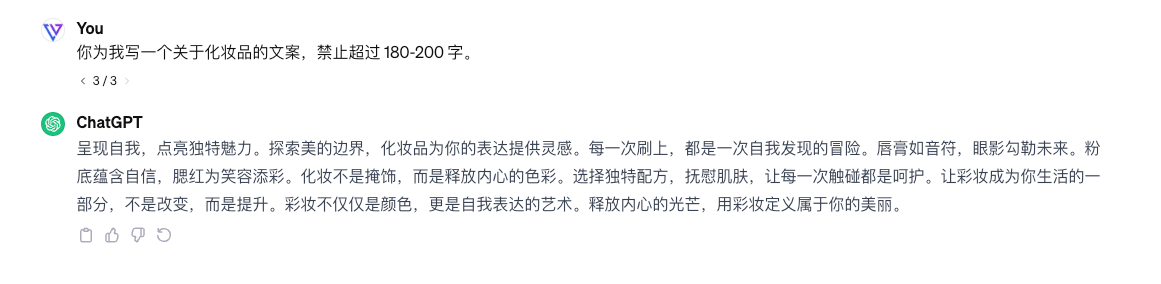 You
你为我写一个关于化妆品的文案，禁止超过 180-200 字。
< 3 / 3 >
ChatGPT
呈现自我，点亮独特魅力。探索美的边界，化妆品为你的表达提供灵感。每一次刷上，都是一次自我发现的冒险。唇膏如音符，眼影勾勒未来。粉
底蕴含自信，腮红为笑容添彩。化妆不是掩饰，而是释放内心的色彩。选择独特配方，抚慰肌肤，让每一次触碰都是呵护。让彩妆成为你生活的一
部分，不是改变，而是提升。彩妆不仅仅是颜色，更是自我表达的艺术。释放内心的光芒，用彩妆定义属于你的美丽。